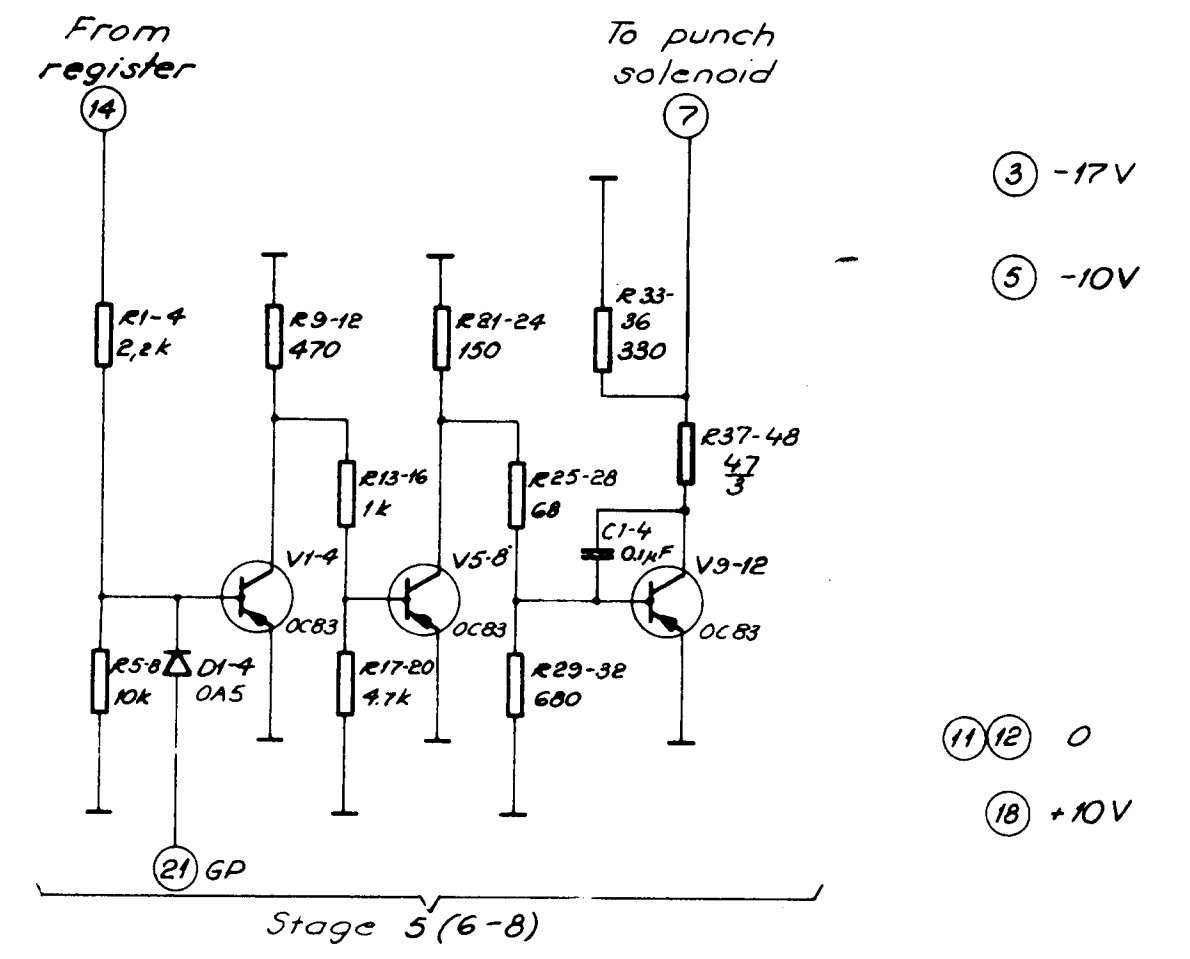 From
register
14
To punch
solenoid
7
3 -17V
5 -10V
R1-4
2,2k
R9-12
470
R21-24
150
R33-
36
330
R37-48
47
3
R13-16
1k
R25-28
68
C1-4
0.1µF
V1-4
OC83
V5-8
OC83
V9-12
OC83
R5-8
10k
D1-4
OA5
R17-20
4.7k
R29-32
680
11 12 0
18 +10V
21 GP
Stage 5 (6-8)